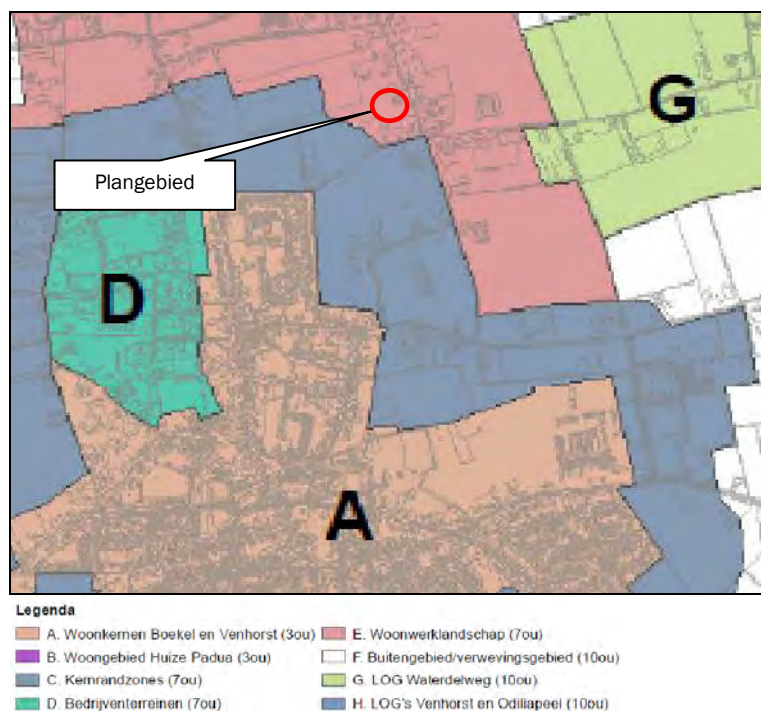 G
Plangebied
D
A
Legenda
A. Woonkernen Boekel en Venhorst (3ou)
B. Woongebied Huize Padua (3ou)
C. Kernrandzones (7ou)
D. Bedrijventerreinen (7ou)
E. Woonwerklandschap (7ou)
F. Buitengebied/verwevingsgebied (10ou)
G. LOG Waterdelweg (10ou)
H. LOG's Venhorst en Odiliapeel (10ou)